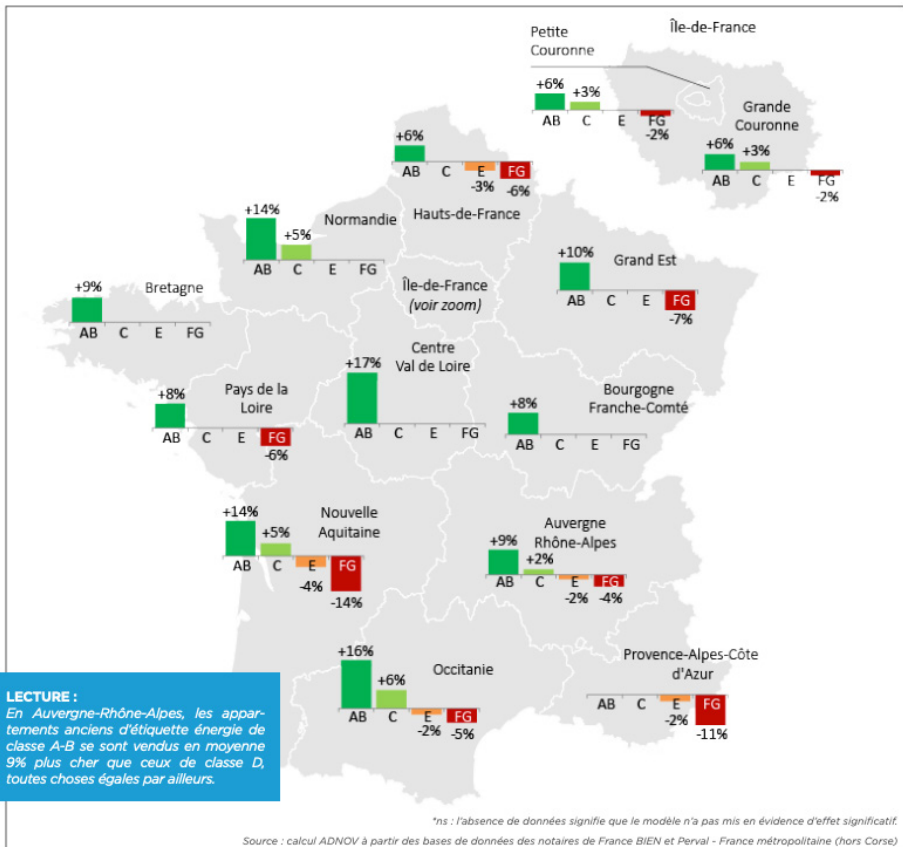 Petite
Couronne
Île-de-France
+6%
+3%
AB
C
E
FG
-2%
Grande
Couronne
+6%
+3%
AB
C
E
FG
-2%
+6%
AB
C
E
FG
-3%
-6%
Hauts-de-France
+14%
+5%
Normandie
AB
C
E
FG
+10%
Grand Est
AB
C
E
FG
-7%
Île-de-France
(voir zoom)
+9%
Bretagne
AB
C
E
FG
Centre
Val de Loire
+17%
AB
C
E
FG
+8%
Pays de la
Loire
AB
C
E
FG
-6%
+8%
Bourgogne
Franche-Comté
AB
C
E
FG
+14%
+5%
Nouvelle
Aquitaine
AB
C
E
FG
-4%
-14%
+9%
+2%
Auvergne
Rhône-Alpes
AB
C
E
FG
-2%
-4%
+16%
+6%
Occitanie
AB
C
E
FG
-2%
-5%
Provence-Alpes-Côte
d'Azur
AB
C
E
FG
-2%
-11%
LECTURE :
En Auvergne-Rhône-Alpes, les appar-
tements anciens d'étiquette énergie de
classe A-B se sont vendus en moyenne
9% plus cher que ceux de classe D,
toutes choses égales par ailleurs.
*ns : l'absence de données signifie que le modèle n'a pas mis en évidence d'effet significatif.
Source : calcul ADNOV à partir des bases de données des notaires de France BIEN et Perval - France métropolitaine (hors Corse)